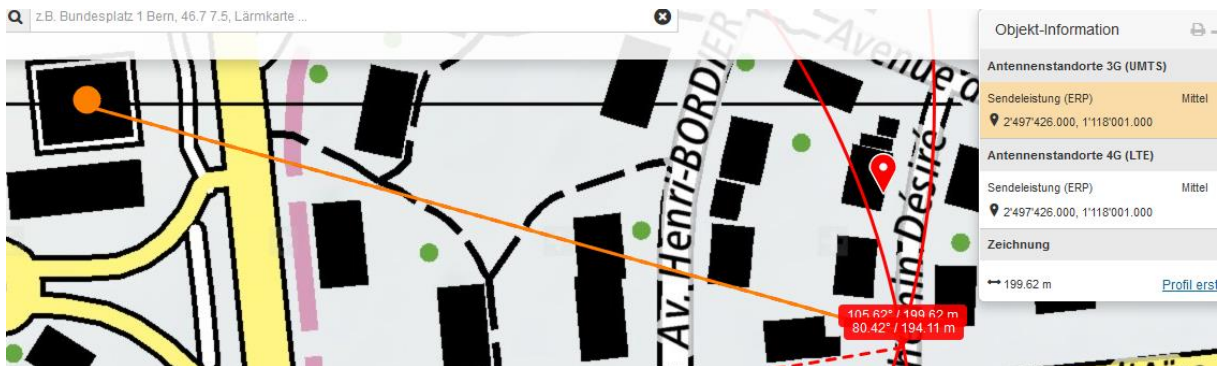 z.B. Bundesplatz 1 Bern, 46.7 7.5, Lärmkarte ...
Av. Henri-BORDIER
Avenue d
Désiré
105.62° / 199.62 m
80.42° / 194.11 m
Objekt-Information
Antennenstandorte 3G (UMTS)
Sendeleistung (ERP) Mittel
2'497'426.000, 1'118'001.000
Antennenstandorte 4G (LTE)
Sendeleistung (ERP) Mittel
2'497'426.000, 1'118'001.000
Zeichnung
199.62 m Profil erst